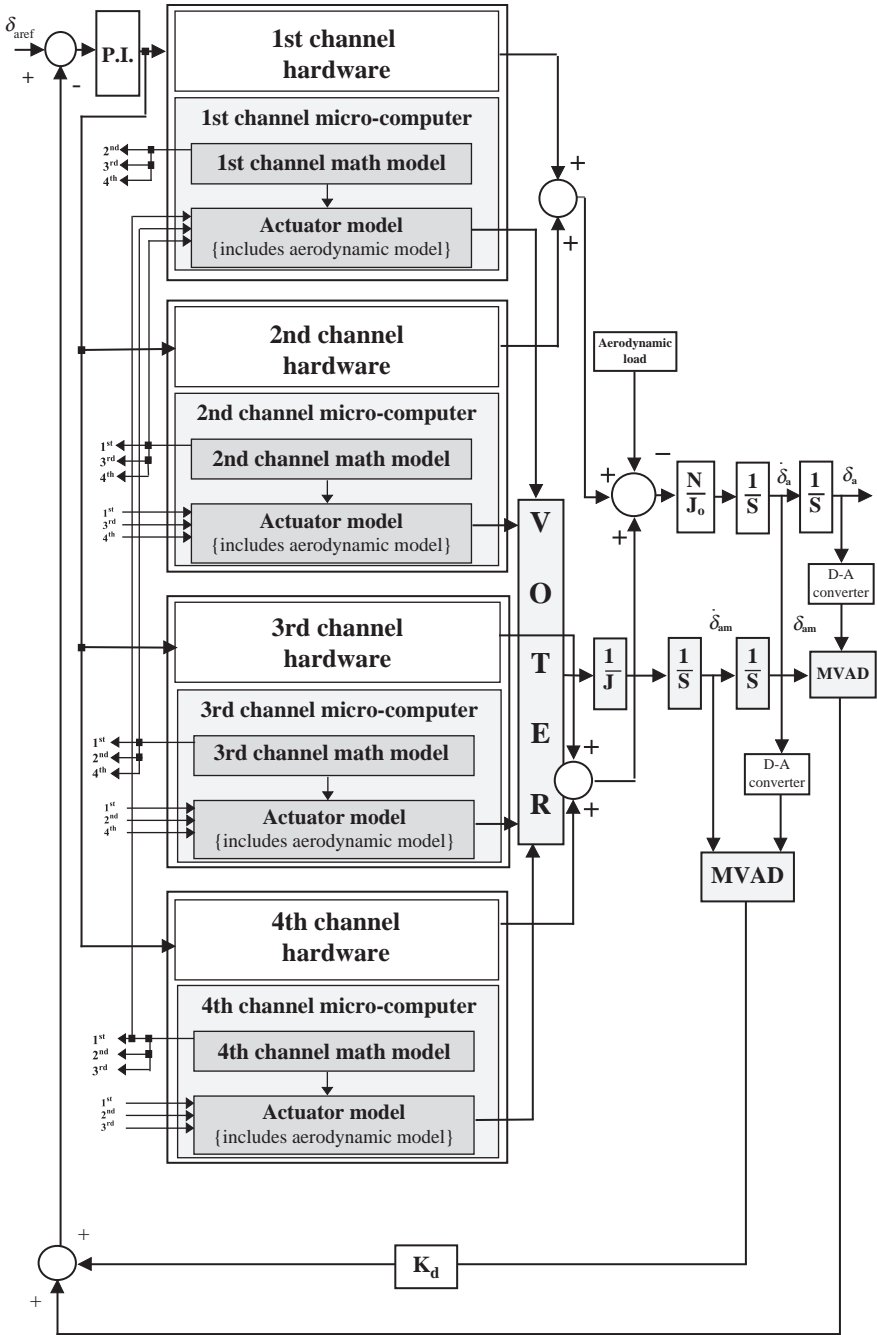 δaref
+
-
P.I.
1st channel
hardware
1st channel micro-computer
1st channel math model
Actuator model
{includes aerodynamic model}
2nd
3rd
4th
+
+
2nd channel
hardware
2nd channel micro-computer
2nd channel math model
Actuator model
{includes aerodynamic model}
1st
3rd
4th
1st
3rd
4th
3rd channel
hardware
3rd channel micro-computer
3rd channel math model
Actuator model
{includes aerodynamic model}
1st
2nd
4th
1st
2nd
4th
4th channel
hardware
4th channel micro-computer
4th channel math model
Actuator model
{includes aerodynamic model}
1st
2nd
3rd
1st
2nd
3rd
V
O
T
E
R
+
+
Aerodynamic
load
−
+
+
N
Jo
1
S
δ̇a
1
S
δa
D-A
converter
1
J
1
S
δ̇am
1
S
δam
MVAD
D-A
converter
MVAD
Kd
+
+